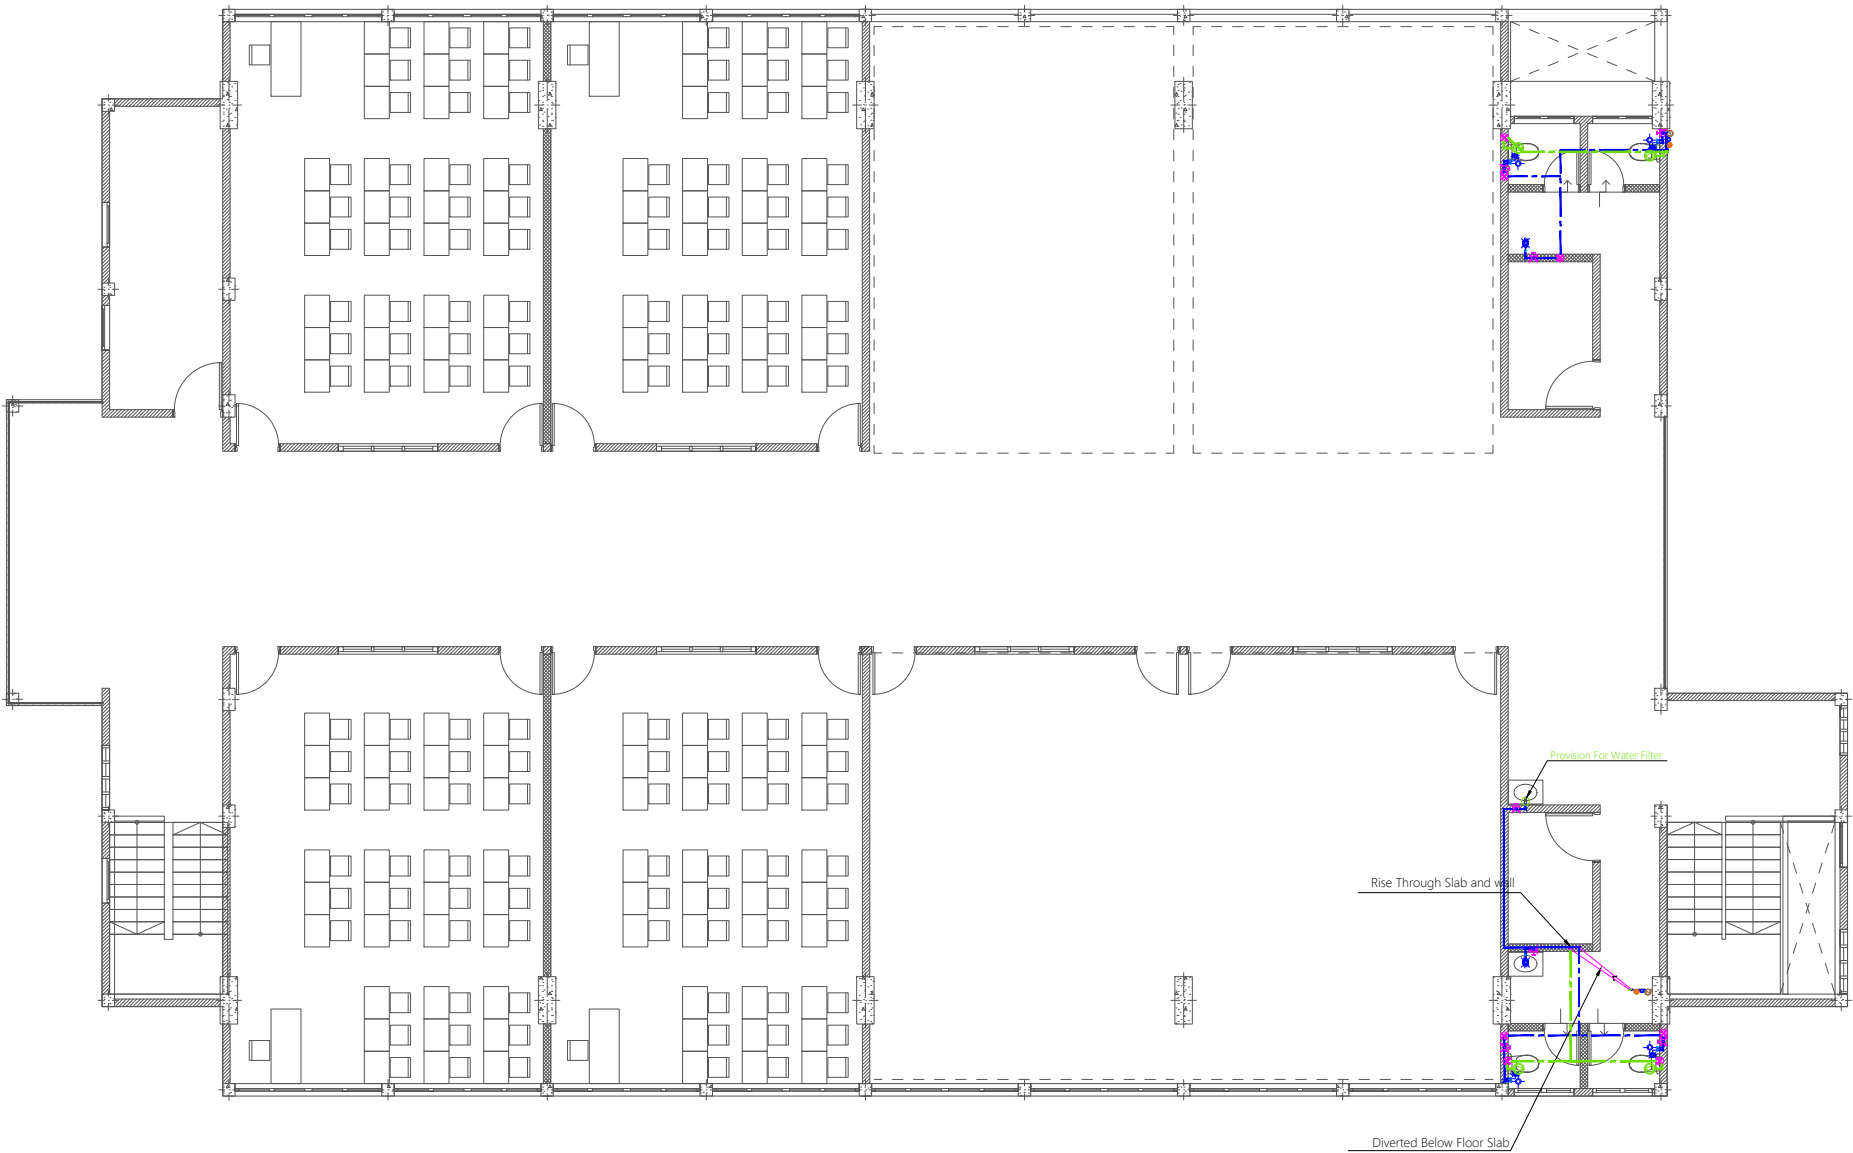 Provision For Water Filter
Rise Through Slab and wall
Diverted Below Floor Slab